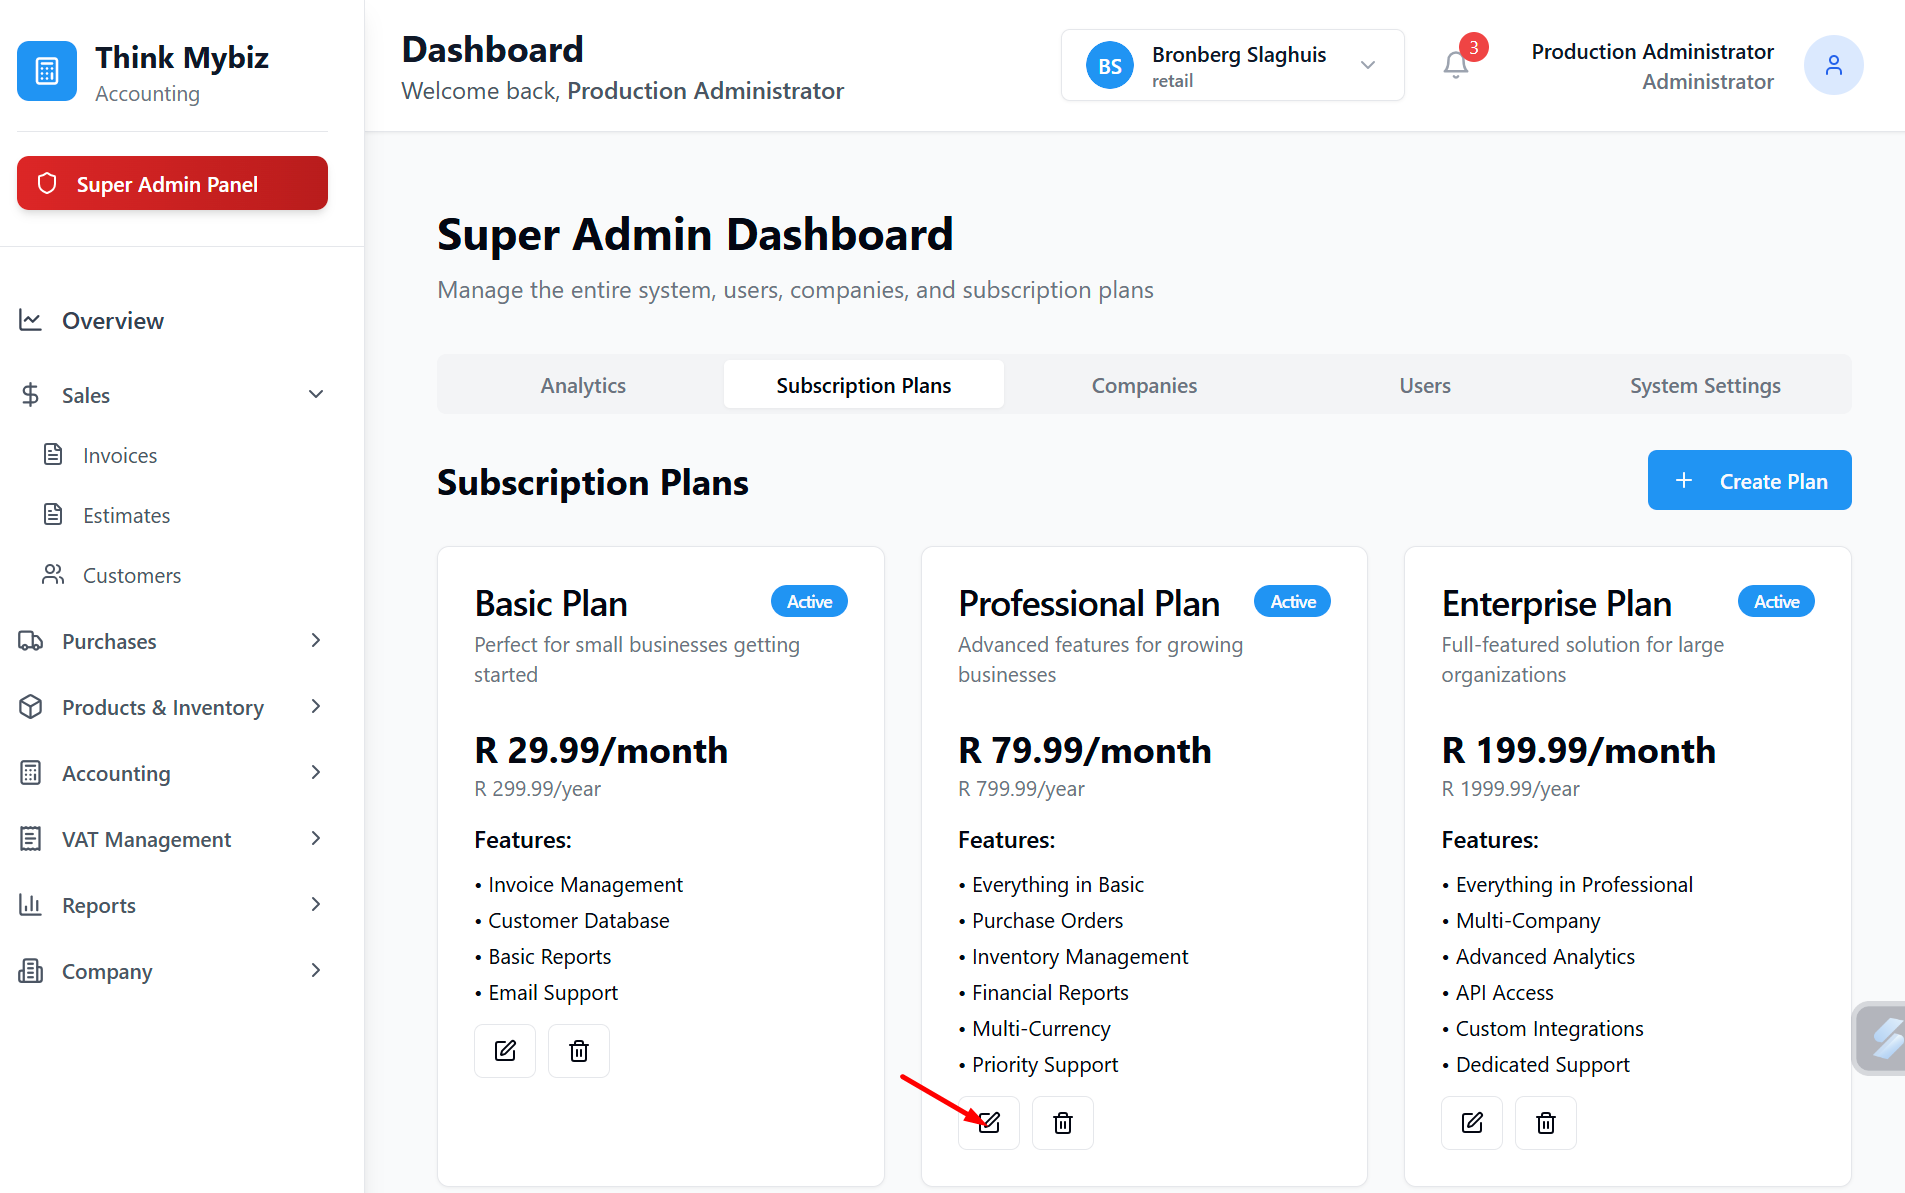 Think Mybiz
Accounting
Super Admin Panel
Overview
Sales
Invoices
Estimates
Customers
Purchases
Products & Inventory
Accounting
VAT Management
Reports
Company
Dashboard
Welcome back, Production Administrator
BS
Bronberg Slaghuis
retail
3
Production Administrator
Administrator
Super Admin Dashboard
Manage the entire system, users, companies, and subscription plans
Analytics
Subscription Plans
Companies
Users
System Settings
Subscription Plans
+ Create Plan
Basic Plan
Active
Perfect for small businesses getting
started
R 29.99/month
R 299.99/year
Features:
• Invoice Management
• Customer Database
• Basic Reports
• Email Support
Professional Plan
Active
Advanced features for growing
businesses
R 79.99/month
R 799.99/year
Features:
• Everything in Basic
• Purchase Orders
• Inventory Management
• Financial Reports
• Multi-Currency
• Priority Support
Enterprise Plan
Active
Full-featured solution for large
organizations
R 199.99/month
R 1999.99/year
Features:
• Everything in Professional
• Multi-Company
• Advanced Analytics
• API Access
• Custom Integrations
• Dedicated Support